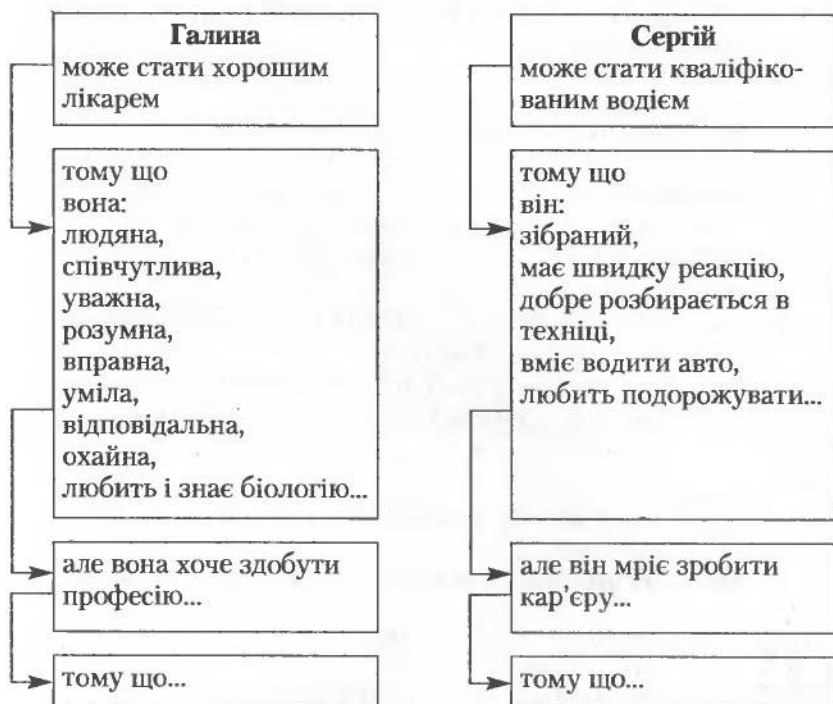 Галина
може стати хорошим
лікарем
тому що
вона:
людяна,
співчутлива,
уважна,
розумна,
вправна,
уміла,
відповідальна,
охайна,
любить і знає біологію...
але вона хоче здобути
професію...
тому що...
Сергій
може стати кваліфіко-
ваним водієм
тому що
він:
зібраний,
має швидку реакцію,
добре розбирається в
техніці,
вміє водити авто,
любить подорожувати...
але він мріє зробити
кар’єру...
тому що...